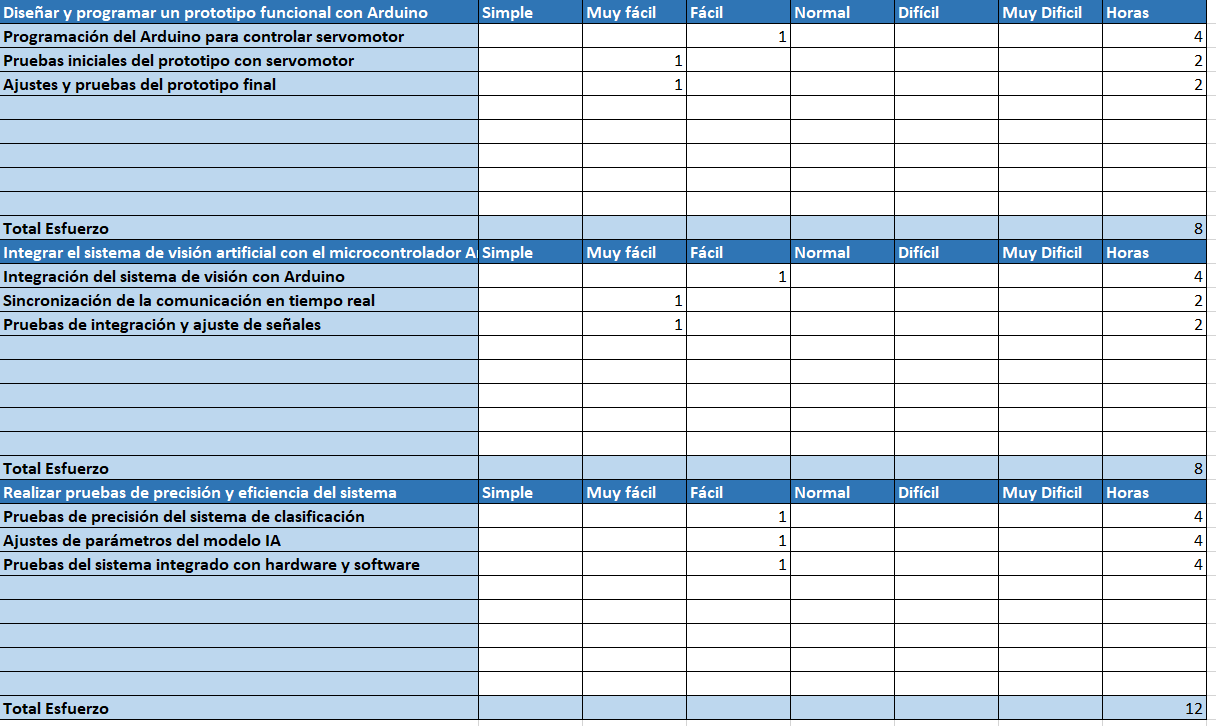 Diseñar y programar un prototipo funcional con Arduino Simple Muy fácil Fácil Normal Difícil Muy Dificil Horas
Programación del Arduino para controlar servomotor 1 4
Pruebas iniciales del prototipo con servomotor 1 2
Ajustes y pruebas del prototipo final 1 2
Total Esfuerzo 8
Integrar el sistema de visión artificial con el microcontrolador Simple Muy fácil Fácil Normal Difícil Muy Dificil Horas
Integración del sistema de visión con Arduino 1 4
Sincronización de la comunicación en tiempo real 1 2
Pruebas de integración y ajuste de señales 1 2
Total Esfuerzo 8
Realizar pruebas de precisión y eficiencia del sistema Simple Muy fácil Fácil Normal Difícil Muy Dificil Horas
Pruebas de precisión del sistema de clasificación 1 4
Ajustes de parámetros del modelo IA 1 4
Pruebas del sistema integrado con hardware y software 1 4
Total Esfuerzo 12